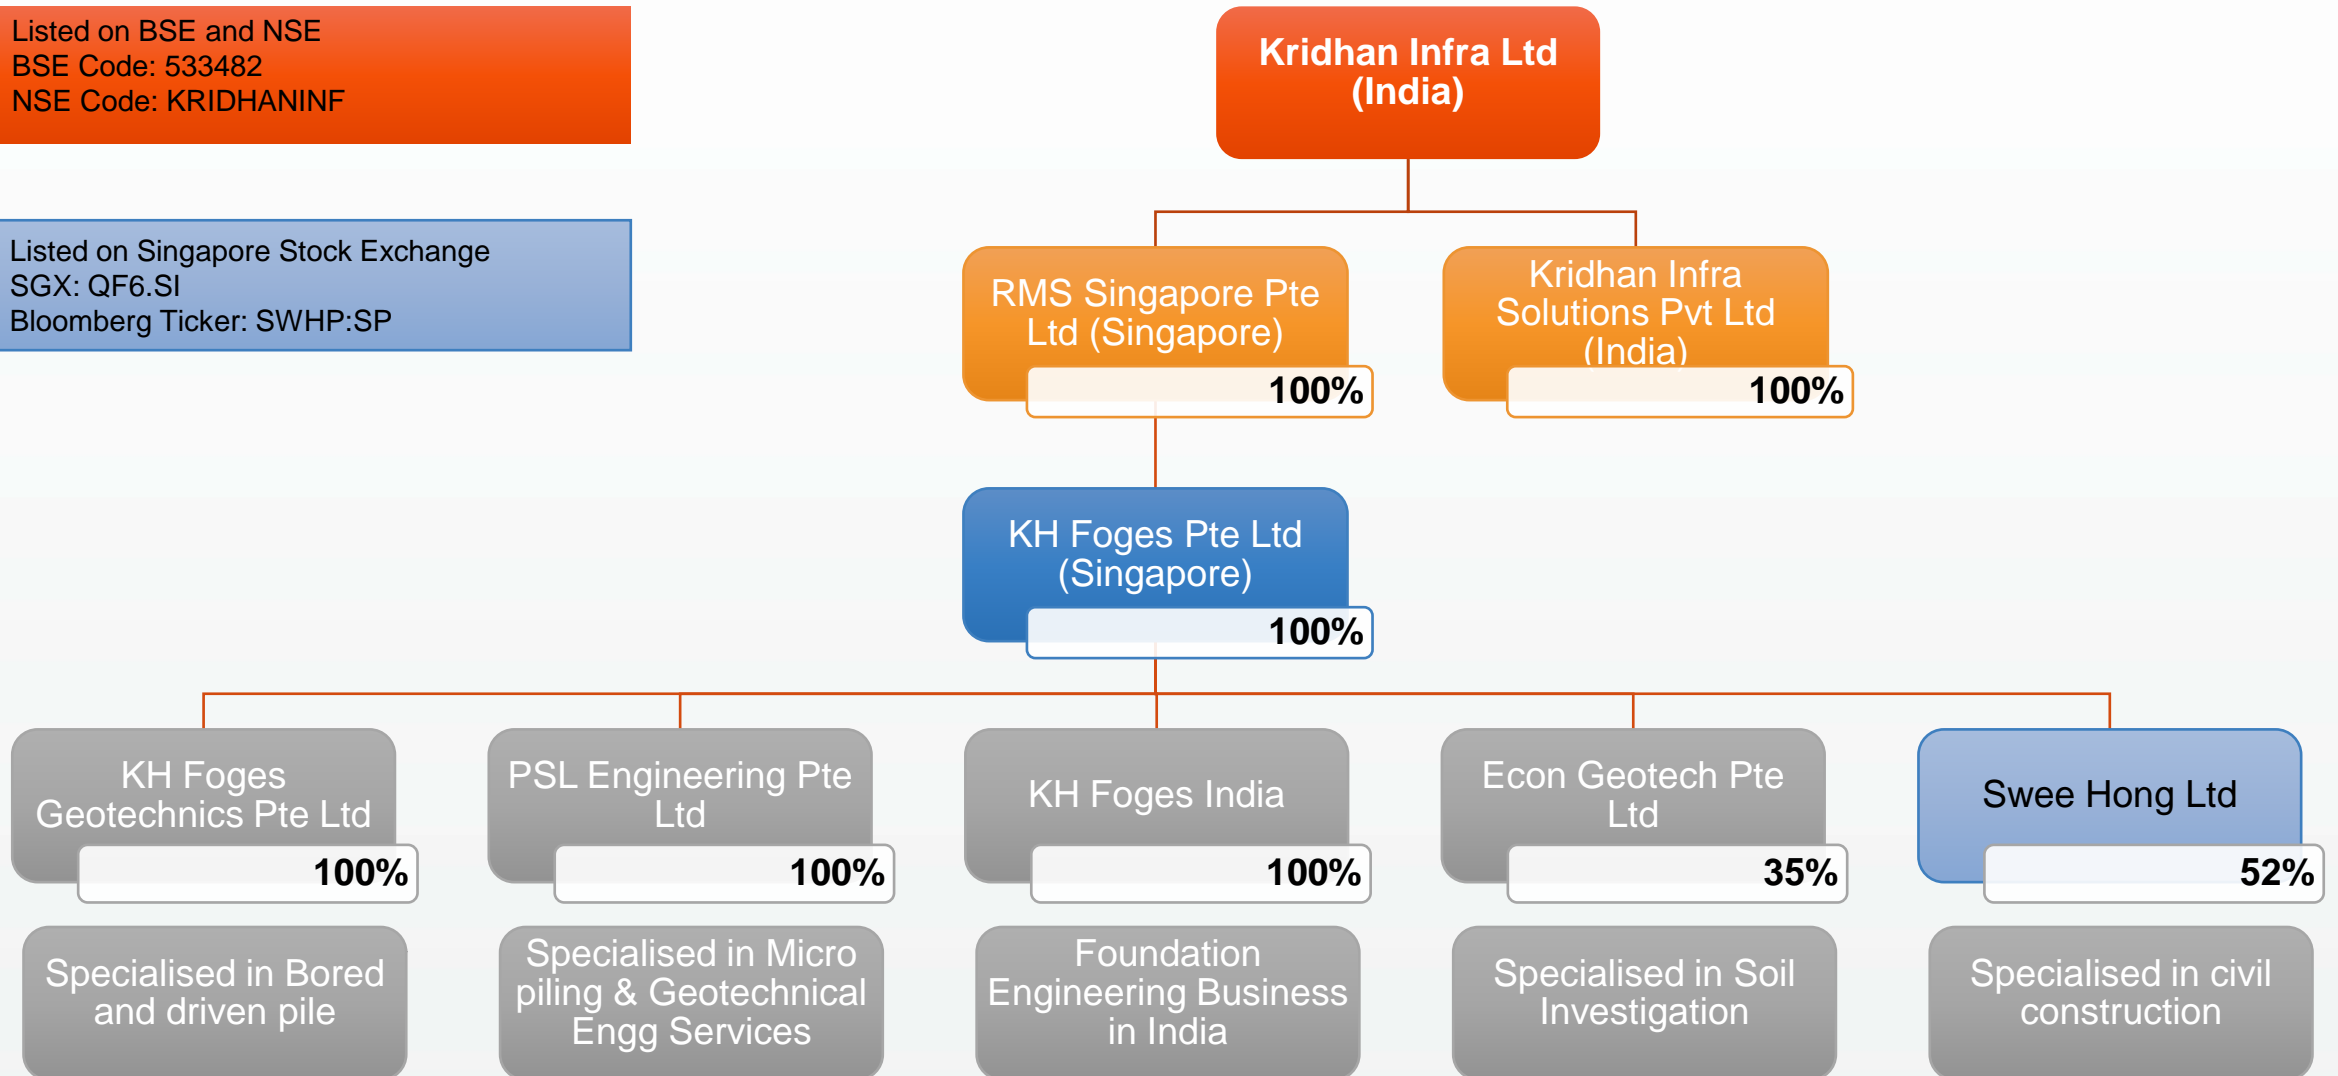 Listed on BSE and NSE
BSE Code: 533482
NSE Code: KRIDHANINF
Kridhan Infra Ltd
(India)
Listed on Singapore Stock Exchange
SGX: QF6.SI
Bloomberg Ticker: SWHP:SP
RMS Singapore Pte
Ltd (Singapore)
100%
Kridhan Infra
Solutions Pvt Ltd
(India)
100%
KH Foges Pte Ltd
(Singapore)
100%
KH Foges
Geotechnics Pte Ltd
100%
PSL Engineering Pte
Ltd
100%
KH Foges India
100%
Econ Geotech Pte
Ltd
35%
Swee Hong Ltd
52%
Specialised in Bored
and driven pile
Specialised in Micro
piling & Geotechnical
Engg Services
Foundation
Engineering Business
in India
Specialised in Soil
Investigation
Specialised in civil
construction